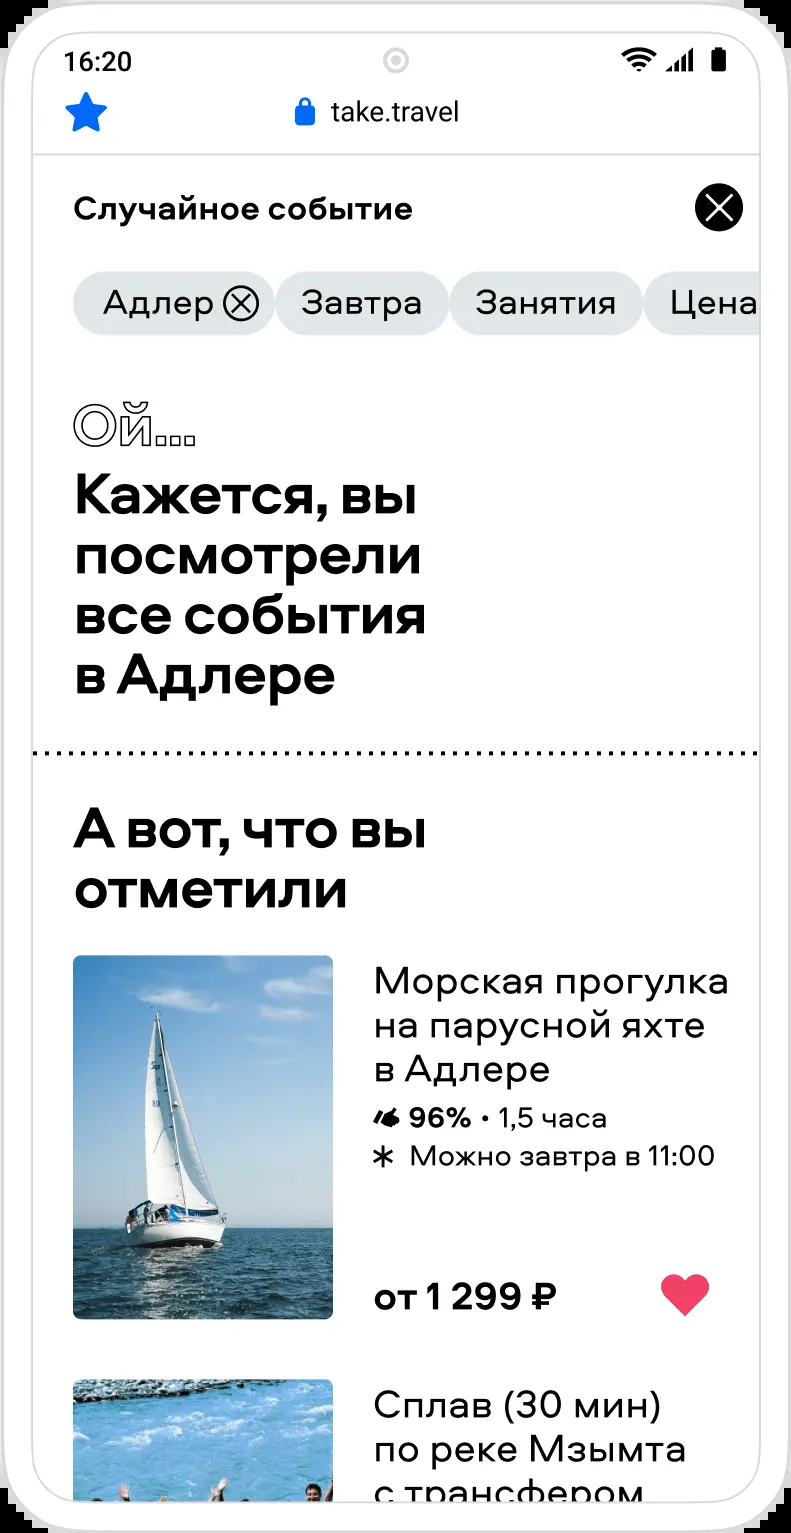 16:20
take.travel
Случайное событие
Адлер Завтра Занятия Цена
Ой...
Кажется, вы
посмотрели
все события
в Адлере
А вот, что вы
отметили
Морская прогулка
на парусной яхте
в Адлере
96% • 1,5 часа
Можно завтра в 11:00
от 1 299 ₽
Сплав (30 мин)
по реке Мзымта
с трансфером